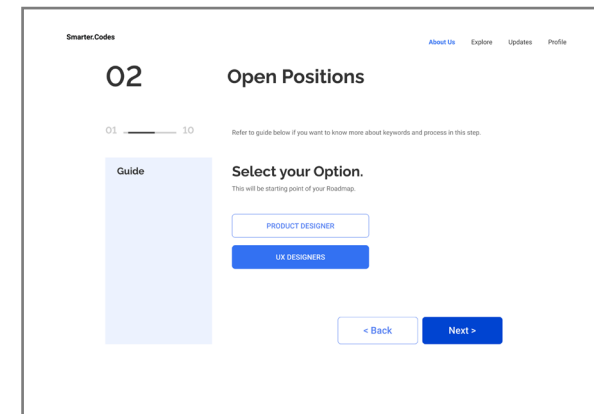 Smarter.Codes
About Us Explore Updates Profile
02 Open Positions
01 10
Refer to guide below if you want to know more about keywords and process in this step.
Guide
Select your Option.
This will be starting point of your Roadmap.
PRODUCT DESIGNER
UX DESIGNERS
< Back Next >